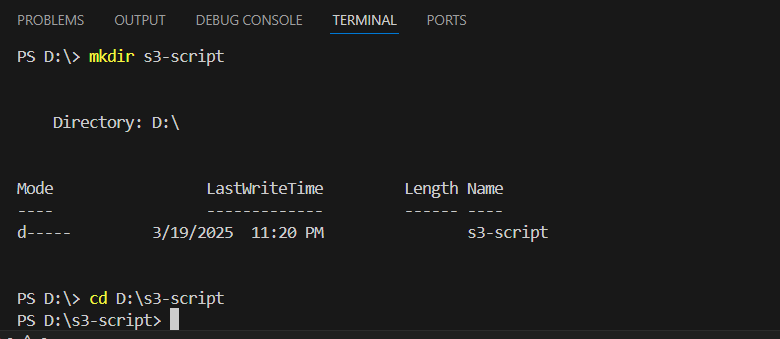 PROBLEMS OUTPUT DEBUG CONSOLE TERMINAL PORTS
PS D:\> mkdir s3-script
Directory: D:\
Mode LastWriteTime Length Name
---- ------------- ------ ----
d----- 3/19/2025 11:20 PM s3-script
PS D:\> cd D:\s3-script
PS D:\s3-script>